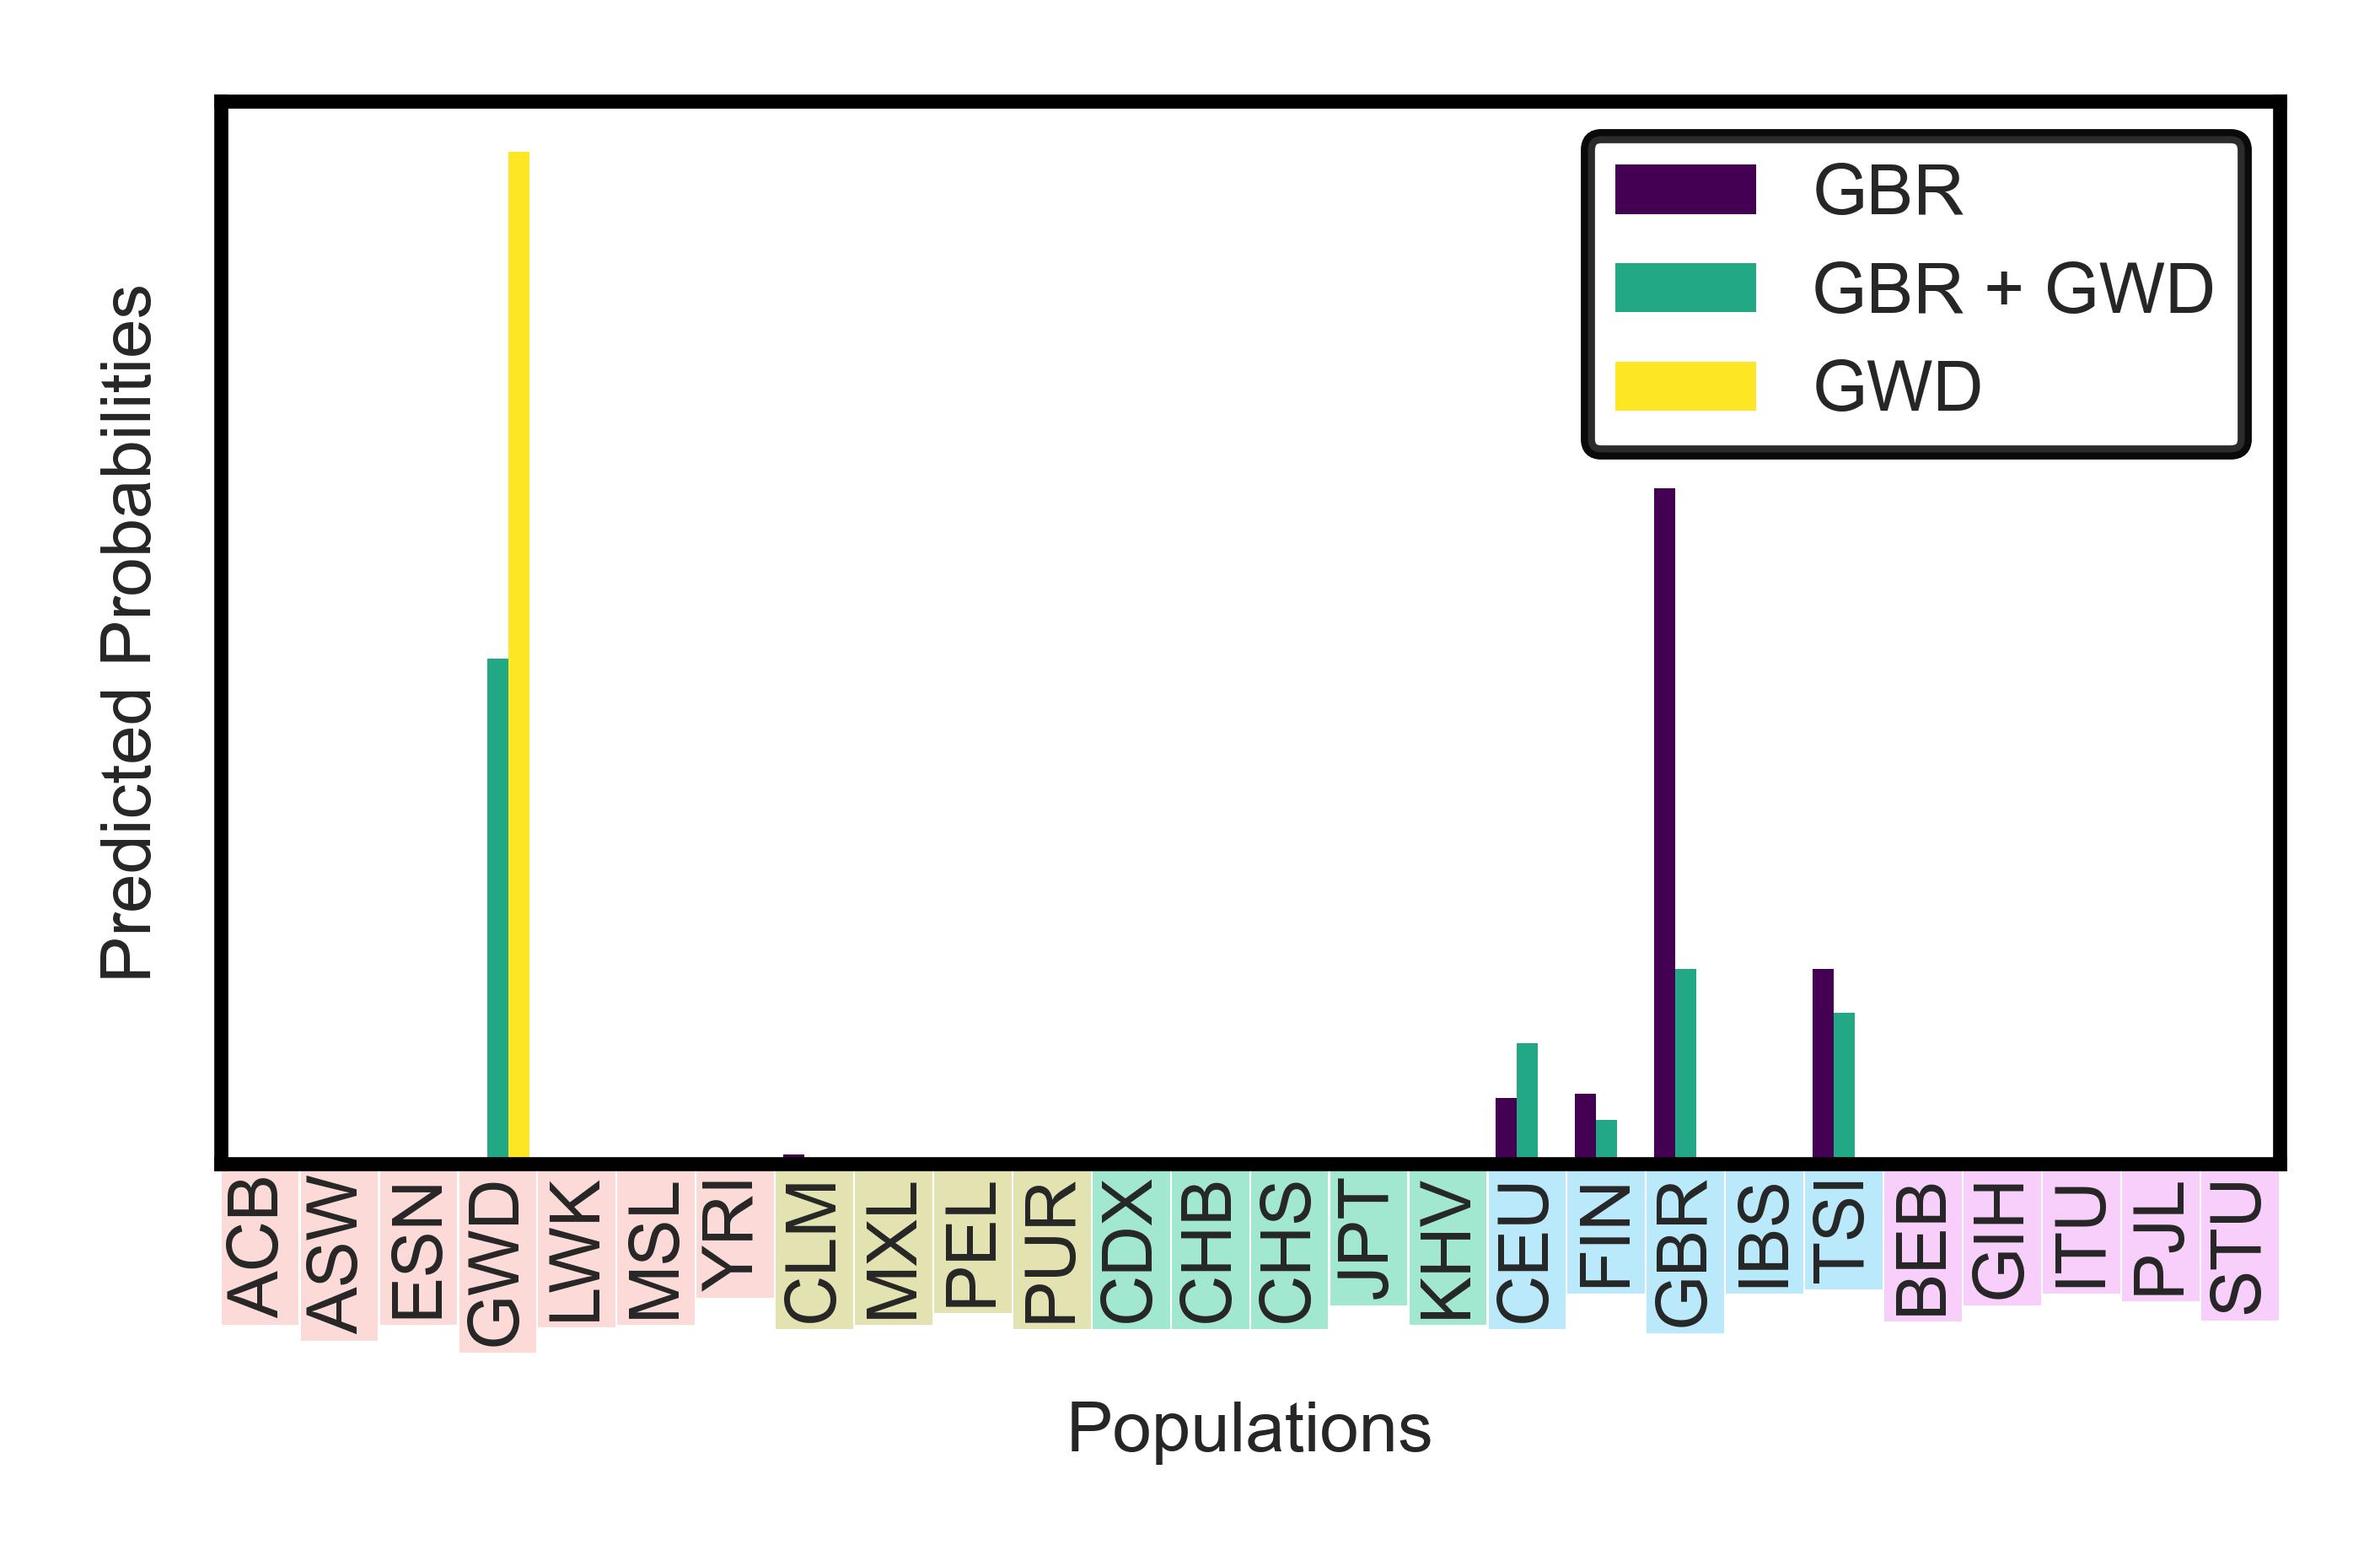 Predicted Probabilities
GBR
GBR + GWD
GWD
ACB
ASW
ESN
GWD
LWK
MSL
YRI
CLM
MXL
PEL
PUR
CDX
CHB
CHS
JPT
KHV
CEU
FIN
GBR
IBS
TSI
BEB
GIH
ITU
PJL
STU
Populations